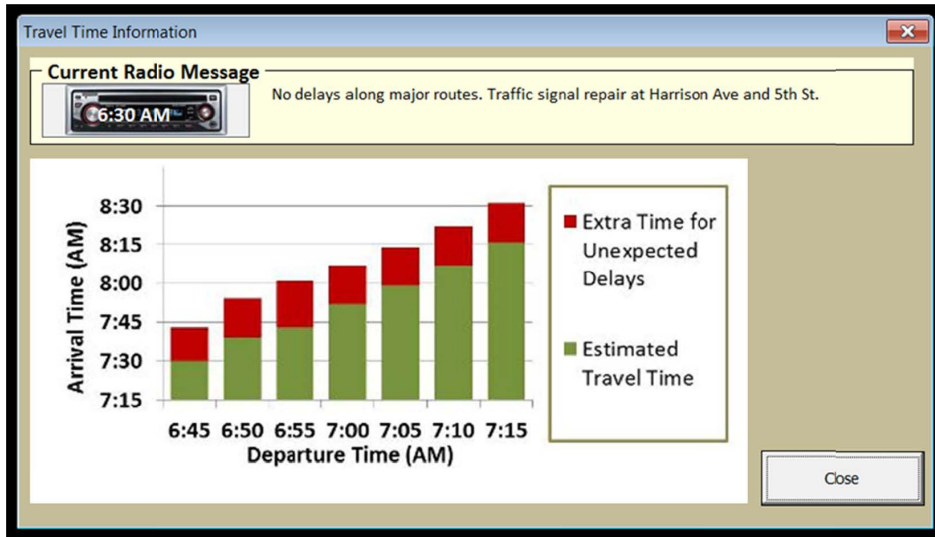 Travel Time Information
Current Radio Message
6:30 AM
No delays along major routes. Traffic signal repair at Harrison Ave and 5th St.
Arrival Time (AM)
8:30
8:15
8:00
7:45
7:30
7:15
6:45 6:50 6:55 7:00 7:05 7:10 7:15
Departure Time (AM)
Extra Time for
Unexpected
Delays
Estimated
Travel Time
Close